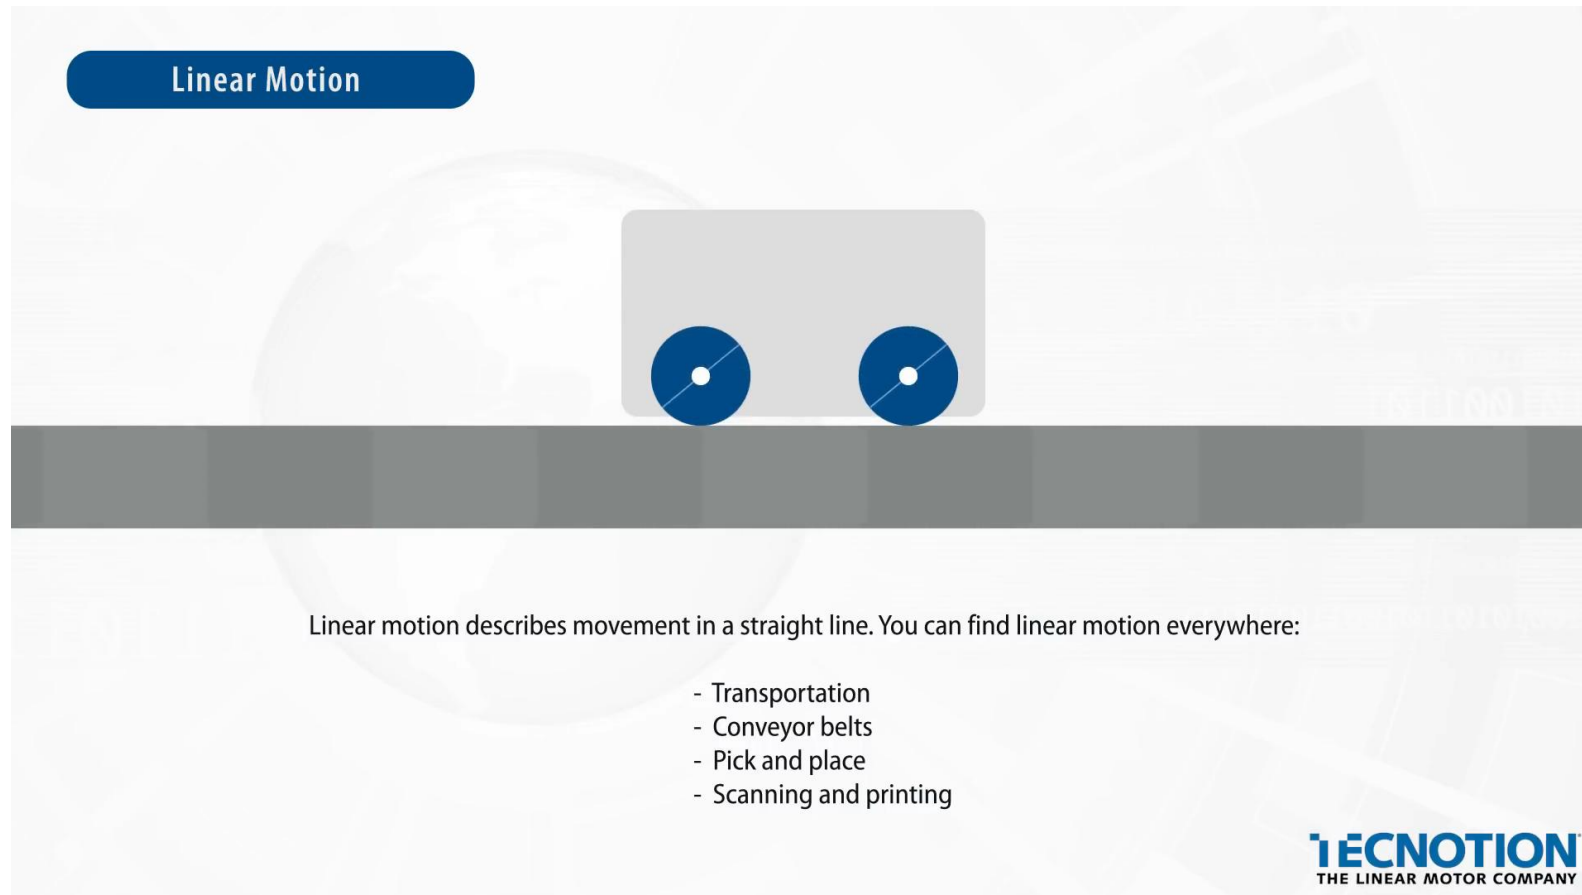 Linear Motion
Linear motion describes movement in a straight line. You can find linear motion everywhere:
- Transportation
- Conveyor belts
- Pick and place
- Scanning and printing
TECNOTION
THE LINEAR MOTOR COMPANY